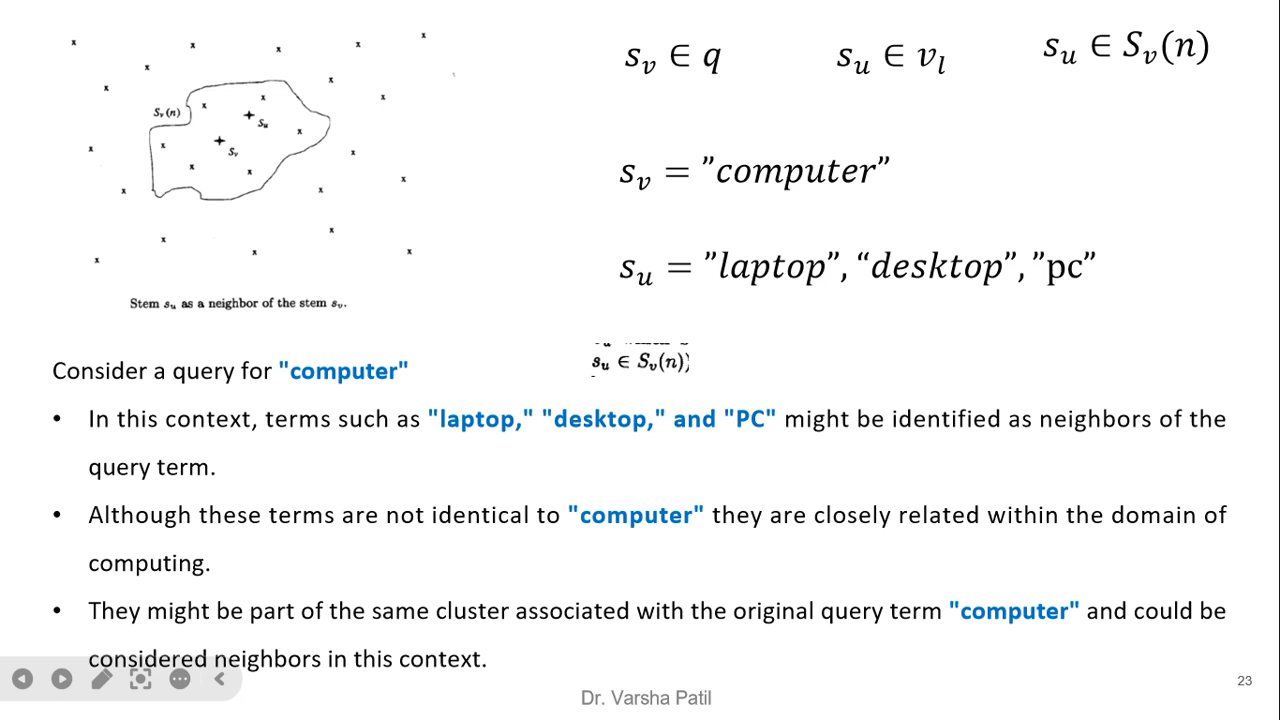 s_v ∈ q s_u ∈ v_l s_u ∈ S_v(n)
S_v(n)
s_u
s_v
s_v = ”computer”
s_u = ”laptop”, “desktop”, ”pc”
Stem s_u as a neighbor of the stem s_v.
s_u ∈ S_v(n))
Consider a query for "computer"
• In this context, terms such as "laptop," "desktop," and "PC" might be identified as neighbors of the
query term.
• Although these terms are not identical to "computer" they are closely related within the domain of
computing.
• They might be part of the same cluster associated with the original query term "computer" and could be
considered neighbors in this context.
23
Dr. Varsha Patil